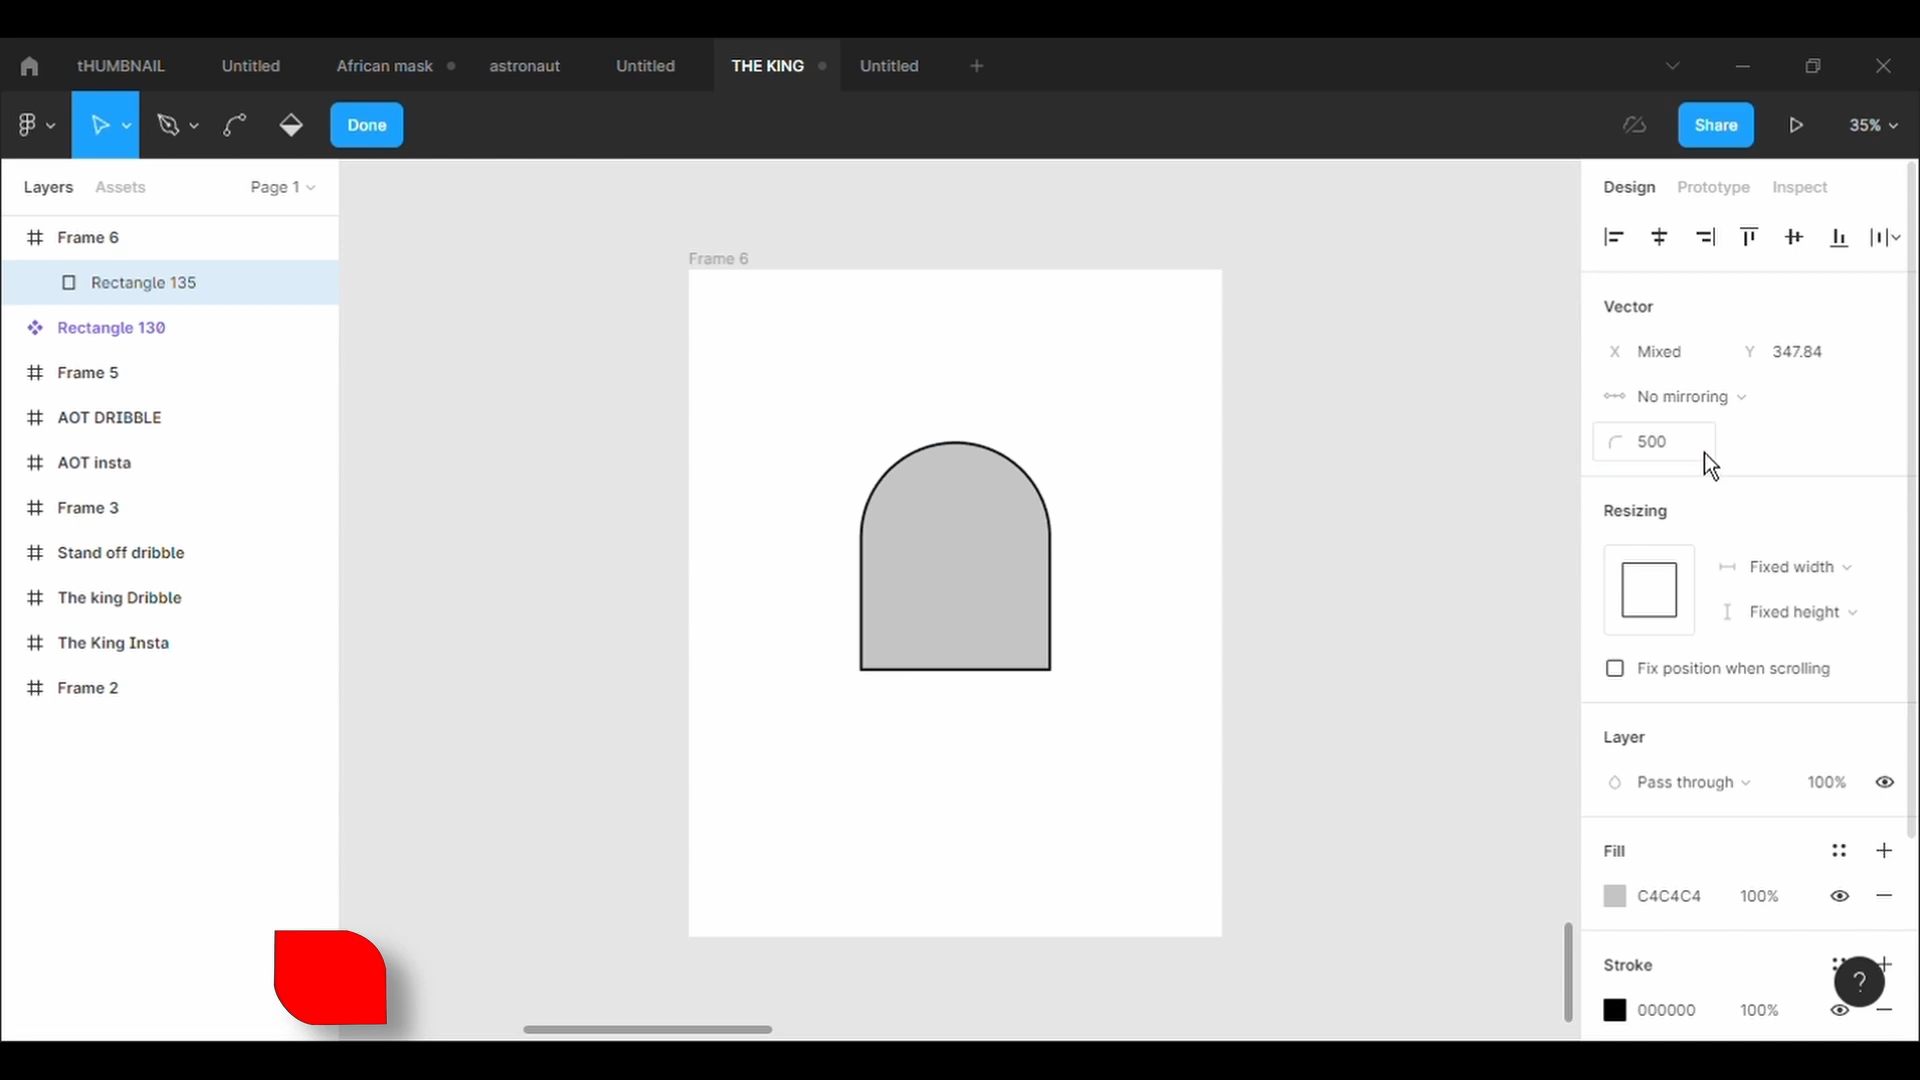 tHUMBNAIL Untitled African mask astronaut Untitled THE KING Untitled
Done Share 35%
Layers Assets Page 1
Frame 6
Rectangle 135
Rectangle 130
Frame 5
AOT DRIBBLE
AOT insta
Frame 3
Stand off dribble
The king Dribble
The King Insta
Frame 2
Frame 6
Design Prototype Inspect
Vector
X Mixed Y 347.84
No mirroring
500
Resizing
Fixed width
Fixed height
Fix position when scrolling
Layer
Pass through 100%
Fill
C4C4C4 100%
Stroke
?
000000 100%